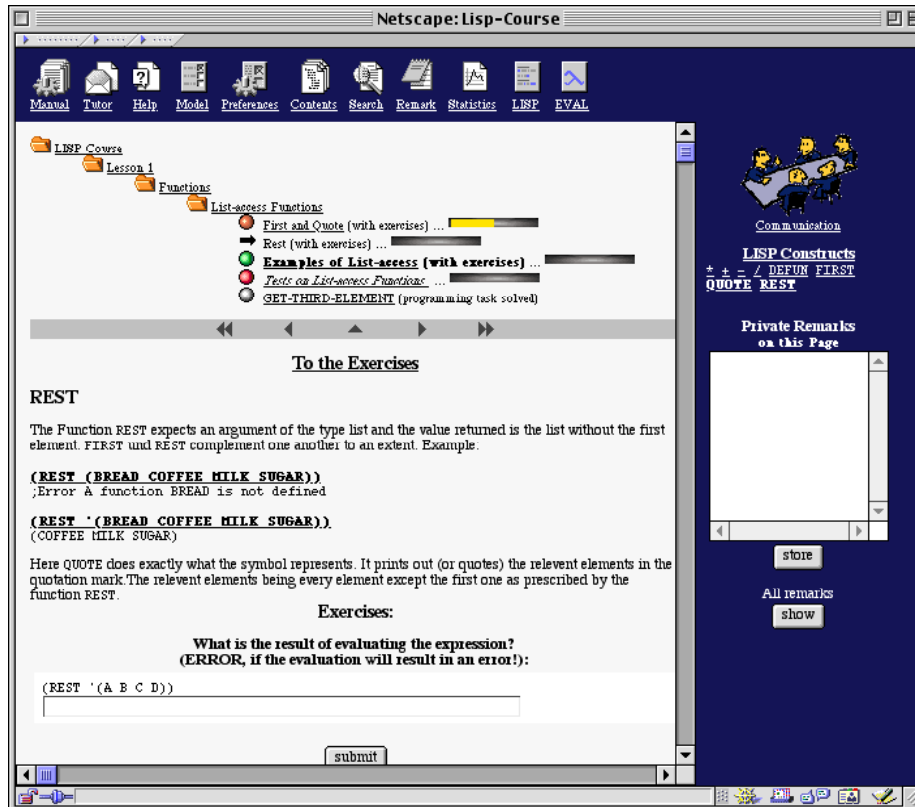 Netscape: Lisp-Course
Manual Tutor Help Model Preferences Contents Search Remark Statistics LISP EVAL
LISP Course
Lesson 1
Functions
List-access Functions
First and Quote (with exercises) ...
Rest (with exercises) ...
Examples of List-access (with exercises) ...
Tests on List-access Functions ...
GET-THIRD-ELEMENT (programming task solved)
To the Exercises
REST
The Function REST expects an argument of the type list and the value returned is the list without the first
element. FIRST und REST complement one another to an extent. Example:
(REST (BREAD COFFEE MILK SUGAR))
;Error A function BREAD is not defined
(REST '(BREAD COFFEE MILK SUGAR))
(COFFEE MILK SUGAR)
Here QUOTE does exactly what the symbol represents. It prints out (or quotes) the relevent elements in the
quotation mark.The relevent elements being every element except the first one as prescribed by the
function REST.
Exercises:
What is the result of evaluating the expression?
(ERROR, if the evaluation will result in an error!):
(REST '(A B C D))
submit
Communication
LISP Constructs
* + - / DEFUN FIRST
QUOTE REST
Private Remarks
on this Page
store
All remarks
show